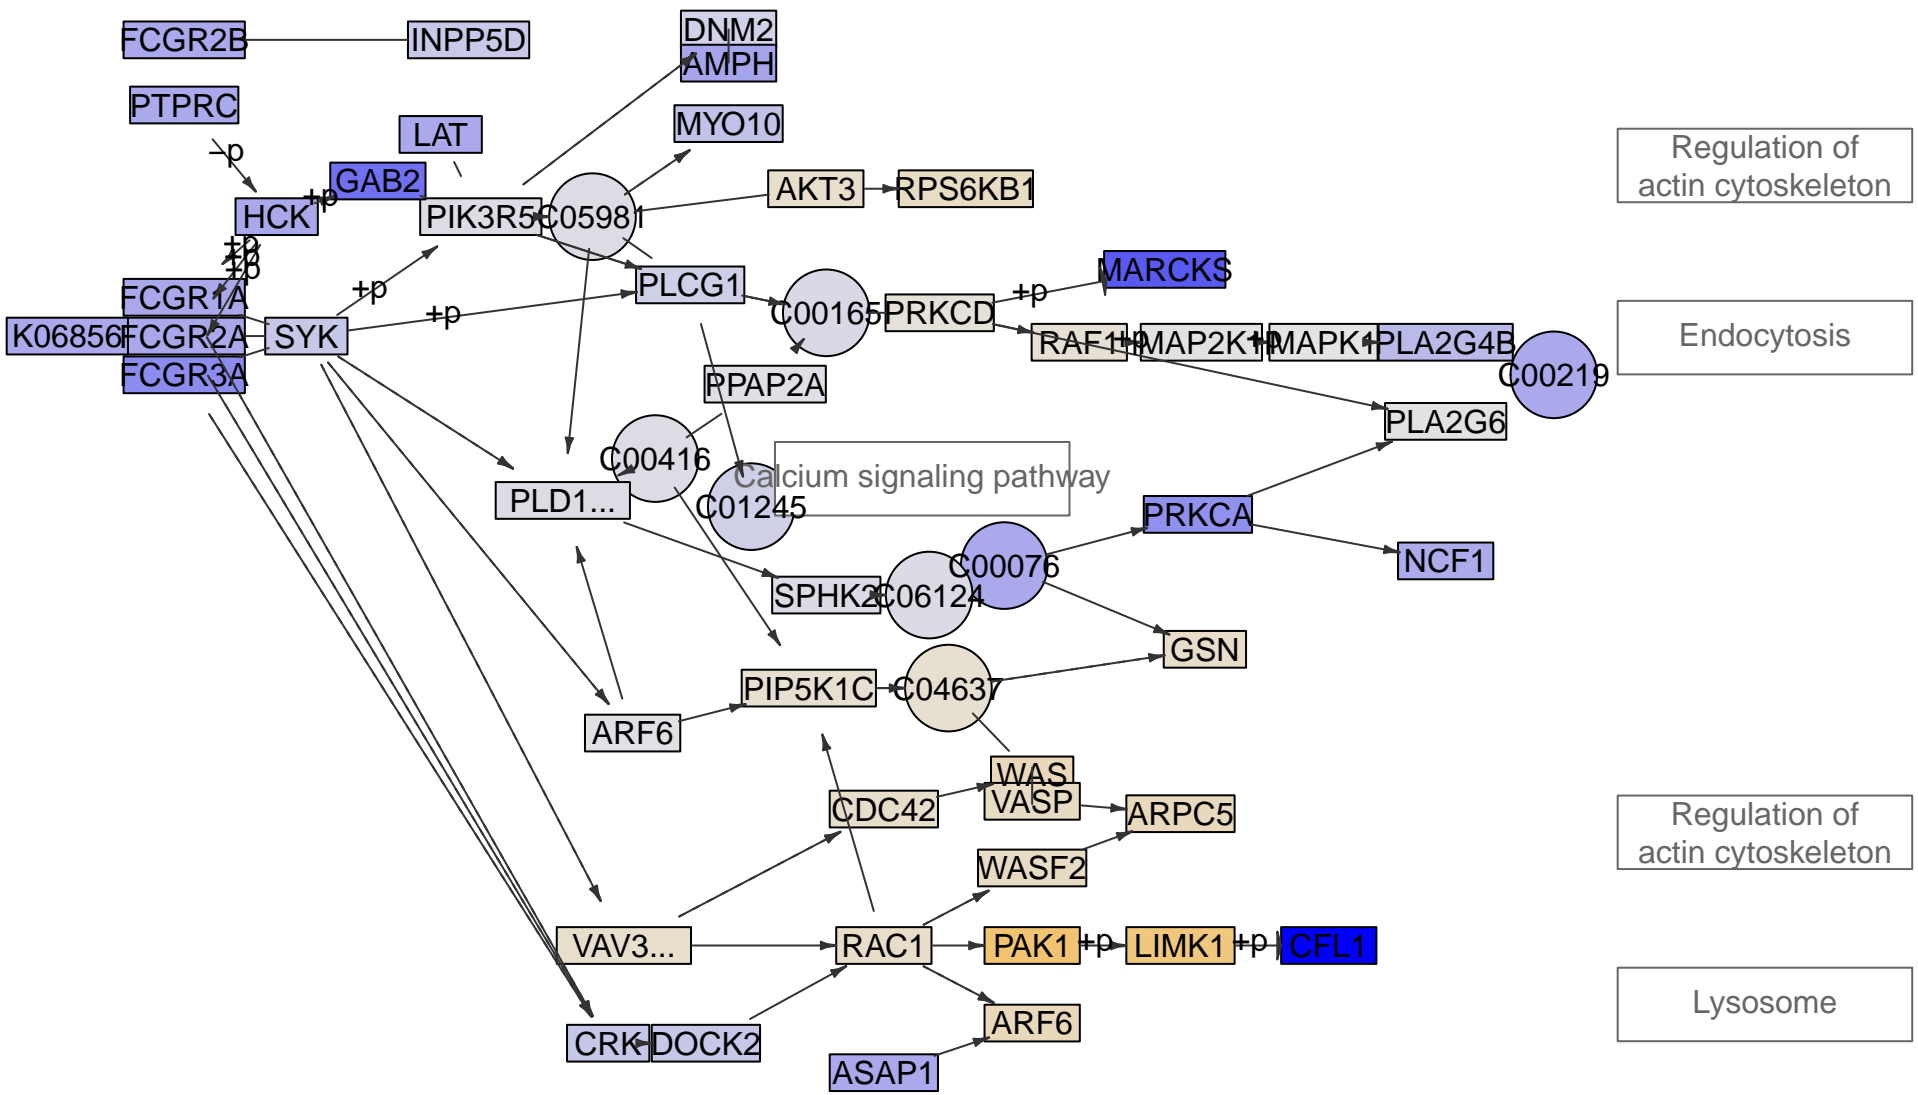 FCGR2B
INPP5D
DNM2
AMPH
PTPRC
LAT
MYO10
Regulation of
actin cytoskeleton
–p
GAB2
+p
HCK
PIK3R5
C05981
AKT3
RPS6KB1
+p
+p
+p
FCGR1A
+p
PLCG1
+p
MARCKS
K06856
FCGR2A
SYK
+p
C00165
PRKCD
RAF1
+p
MAP2K1
+p
MAPK1
PLA2G4B
Endocytosis
FCGR3A
PPAP2A
C00219
PLA2G6
C00416
Calcium signaling pathway
PLD1...
C01245
PRKCA
C00076
NCF1
SPHK2
C06124
GSN
PIP5K1C
C04637
ARF6
WAS
VASP
CDC42
ARPC5
Regulation of
actin cytoskeleton
WASF2
VAV3...
RAC1
PAK1
+p
LIMK1
+p
CFL1
Lysosome
ARF6
CRK
DOCK2
ASAP1